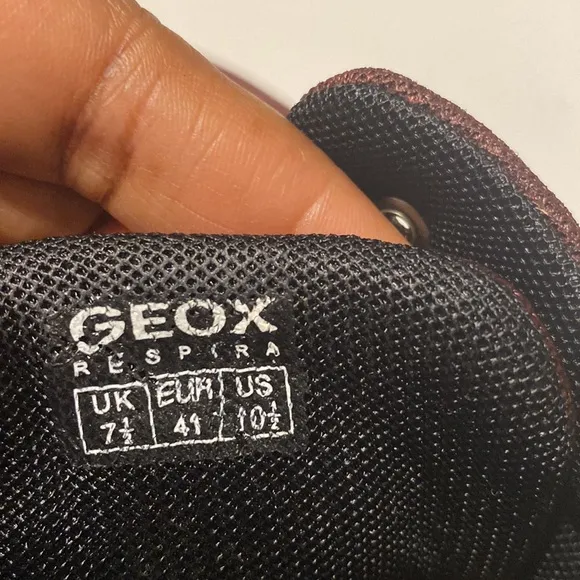 GEOX
RESPIRA
UK EUR US
7½ 41 10½